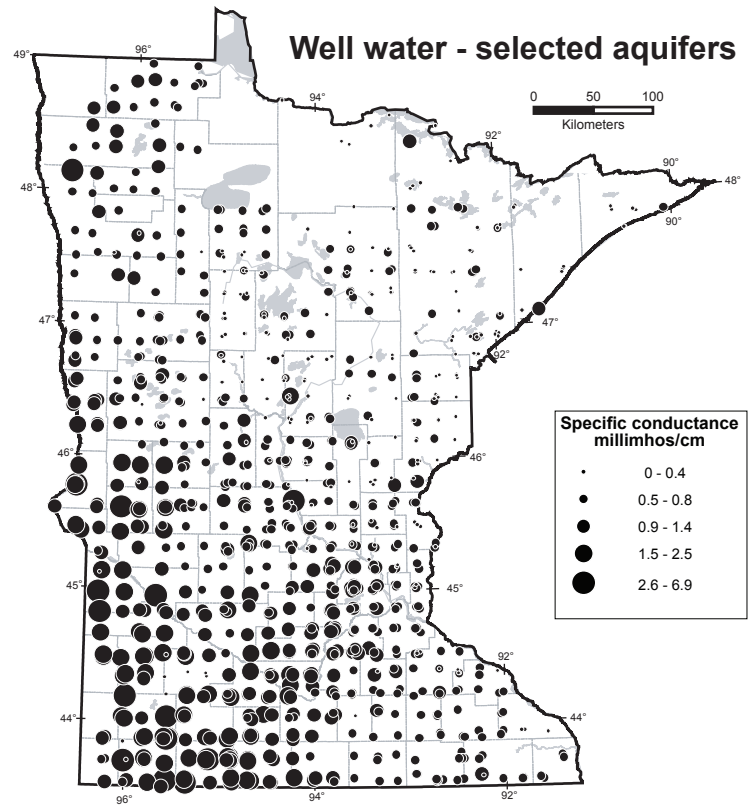 Well water - selected aquifers
49°
96°
94°
0 50 100
Kilometers
92°
90°
48°
48°
90°
47°
47°
92°
Specific conductance
millimhos/cm
0 - 0.4
0.5 - 0.8
0.9 - 1.4
1.5 - 2.5
2.6 - 6.9
46°
46°
45°
45°
92°
44°
44°
96°
94°
92°